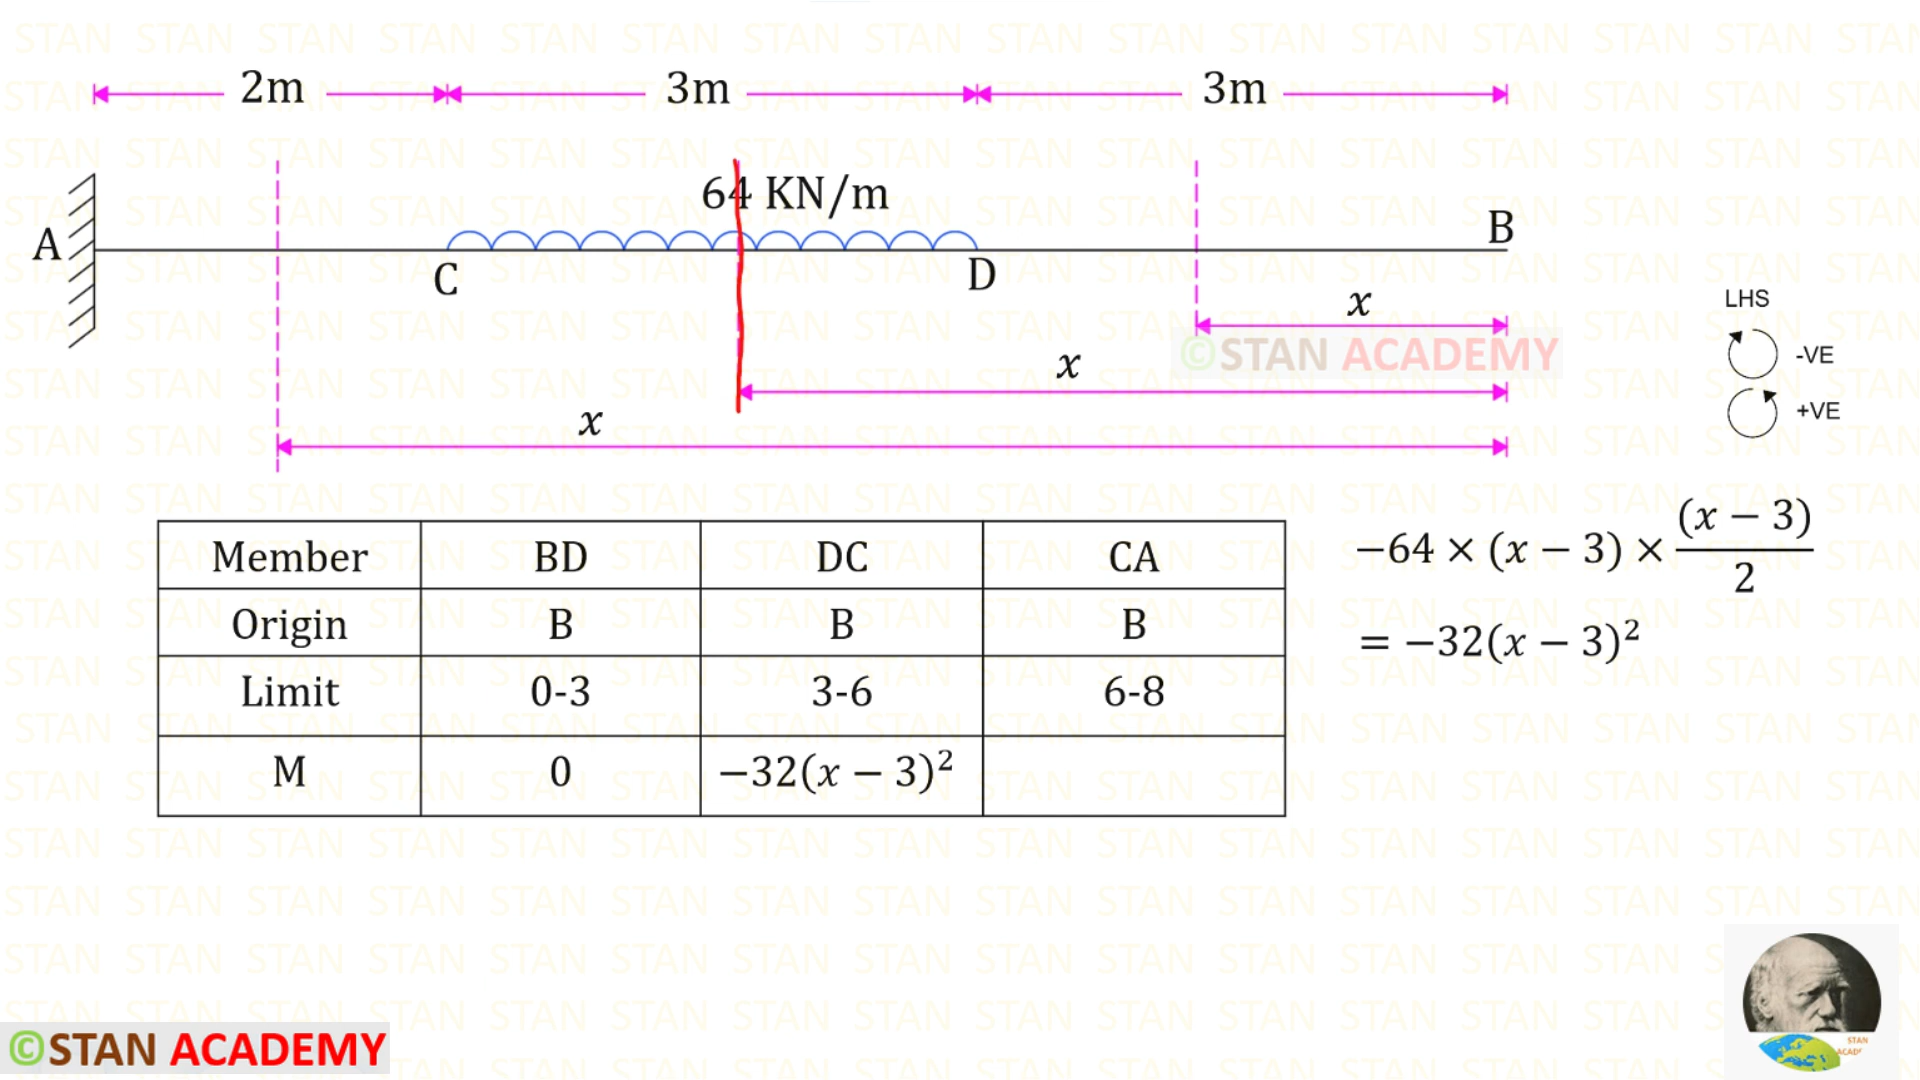 2m 3m 3m
64 KN/m
A B
C D
x
x
x
LHS
-VE
+VE
©STAN ACADEMY
Member BD DC CA
Origin B B B
Limit 0-3 3-6 6-8
M 0 −32(x − 3)²
−64 × (x − 3) × (x − 3)/2
= −32(x − 3)²
©STAN ACADEMY